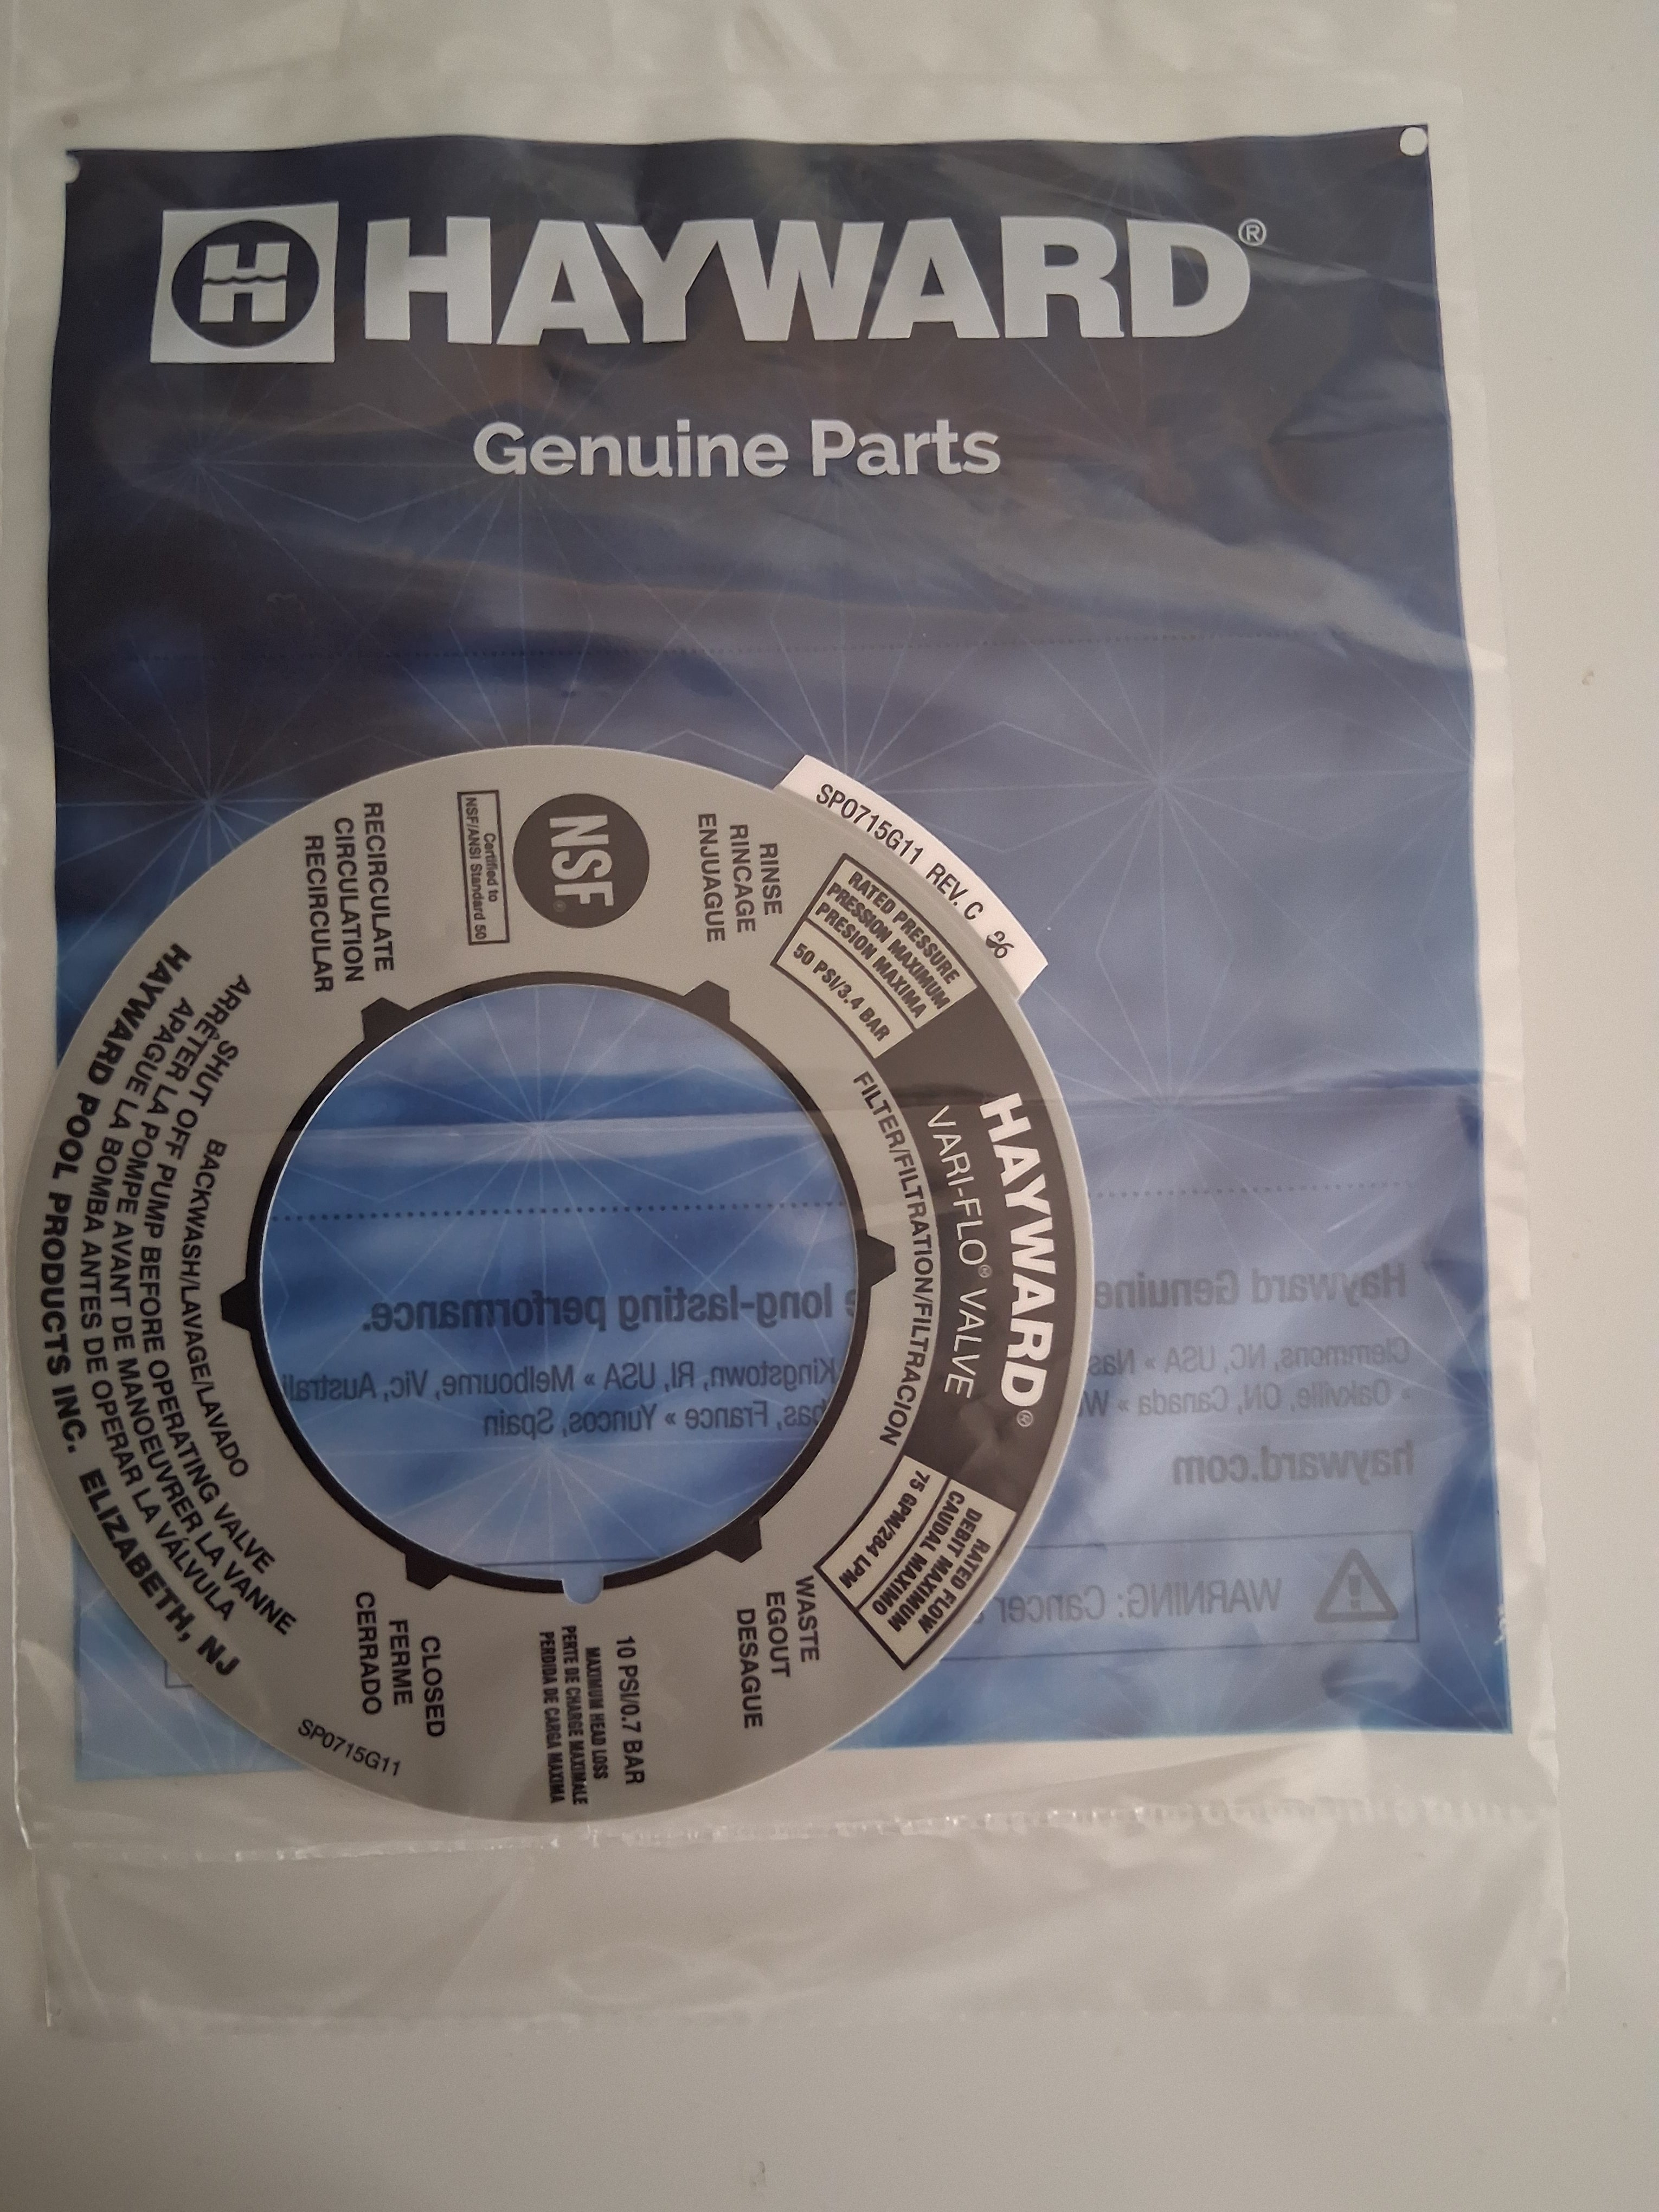 H HAYWARD®
Genuine Parts
SP0715G11 REV. C 26
RATED PRESSURE
PRESSION MAXIMUM
PRESION MAXIMA
50 PSI/3.4 BAR
HAYWARD®
VARI-FLO® VALVE
FILTER/FILTRATION/FILTRACION
RATED FLOW
DEBIT MAXIMUM
CAUDAL MAXIMO
75 GPM/284 LPM
RINSE
RINCAGE
ENJUAGUE
NSF®
Certified to
NSF/ANSI Standard 50
RECIRCULATE
CIRCULATION
RECIRCULAR
WASTE
EGOUT
DESAGUE
10 PSI/0.7 BAR
MAXIMUM HEAD LOSS
PERTE DE CHARGE MAXIMALE
PERDIDA DE CARGA MAXIMA
CLOSED
FERME
CERRADO
SP0715G11
BACKWASH/LAVAGE/LAVADO
SHUT OFF PUMP BEFORE OPERATING VALVE
ARRÊTER LA POMPE AVANT DE MANOEUVRER LA VANNE
APAGUE LA BOMBA ANTES DE OPERAR LA VÁLVULA
HAYWARD POOL PRODUCTS INC. ELIZABETH, NJ
Hayward Genuine
long-lasting performance.
Clemmons, NC, USA » Nas
Kingstown, RI, USA » Melbourne, Vic, Australi
» Oakville, ON, Canada » W
bas, France » Yuncos, Spain
hayward.com
WARNING: Cancer